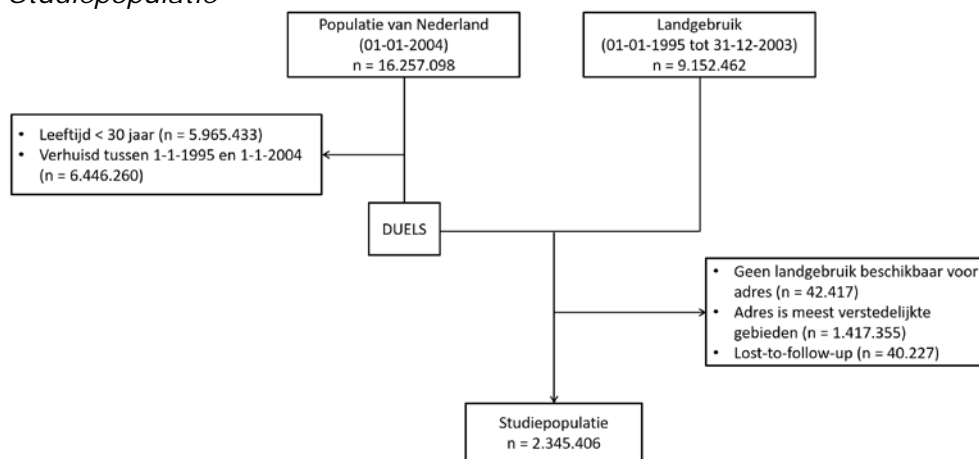 Studiepopulatie
Populatie van Nederland
(01-01-2004)
n = 16.257.098
Landgebruik
(01-01-1995 tot 31-12-2003)
n = 9.152.462
• Leeftijd < 30 jaar (n = 5.965.433)
• Verhuisd tussen 1-1-1995 en 1-1-2004
(n = 6.446.260)
DUELS
• Geen landgebruik beschikbaar voor
adres (n = 42.417)
• Adres is meest verstedelijkte
gebieden (n = 1.417.355)
• Lost-to-follow-up (n = 40.227)
Studiepopulatie
n = 2.345.406